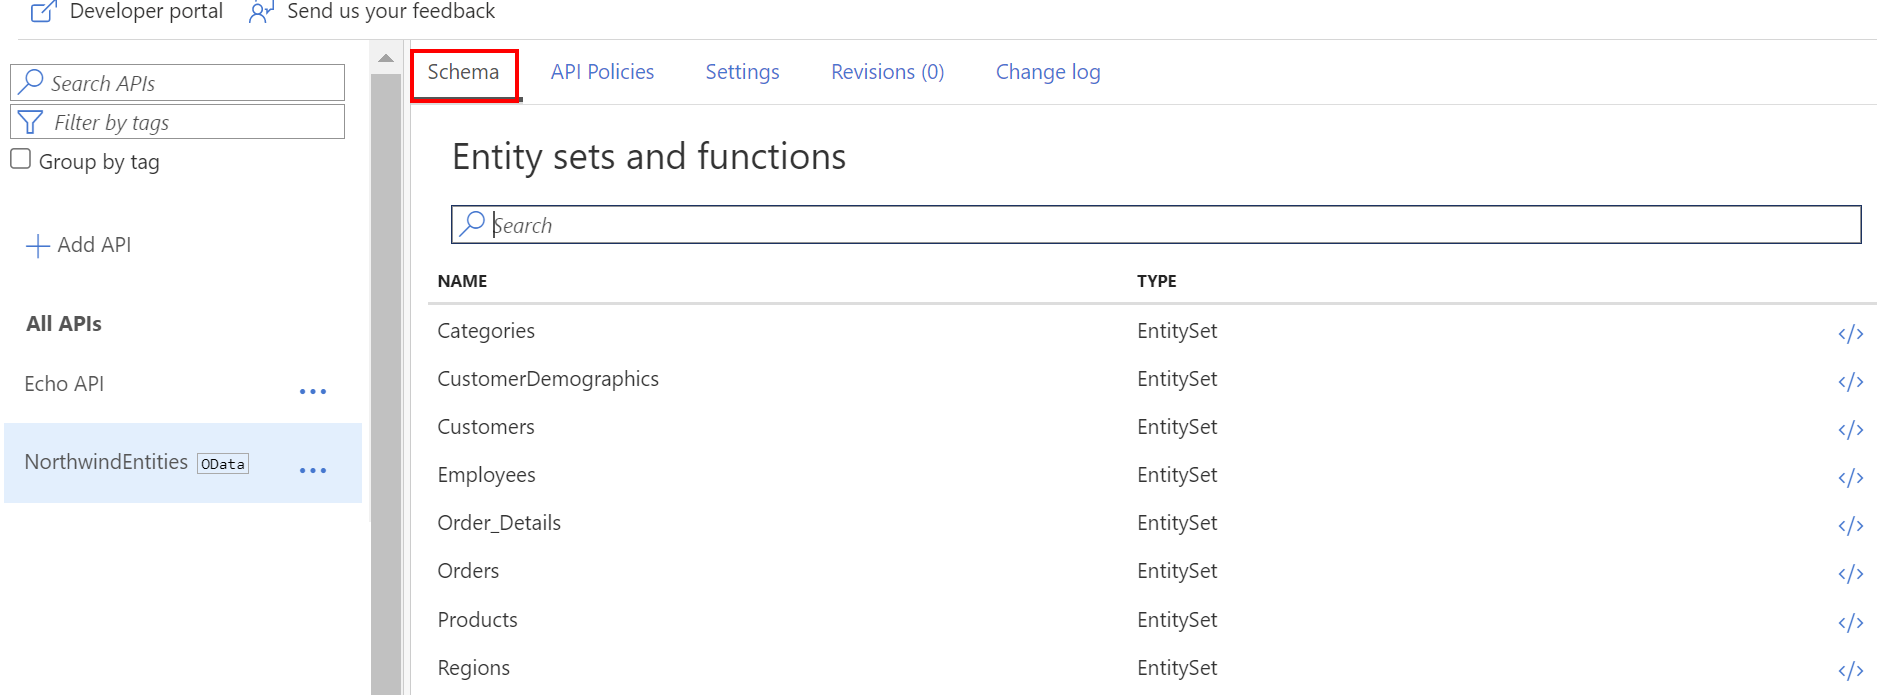 Developer portal Send us your feedback
Search APIs
Filter by tags
Group by tag
Add API
All APIs
Echo API
NorthwindEntities OData
Schema API Policies Settings Revisions (0) Change log
Entity sets and functions
Search
NAME TYPE
Categories EntitySet </>
CustomerDemographics EntitySet </>
Customers EntitySet </>
Employees EntitySet </>
Order_Details EntitySet </>
Orders EntitySet </>
Products EntitySet </>
Regions EntitySet </>